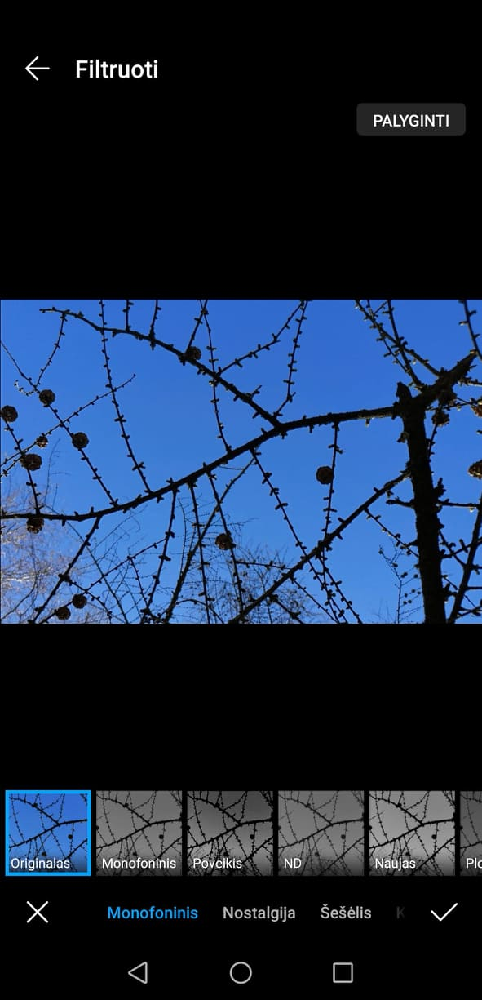 Filtruoti
PALYGINTI
Originalas
Monofoninis
Poveikis
ND
Naujas
Monofoninis
Nostalgija
Šešėlis